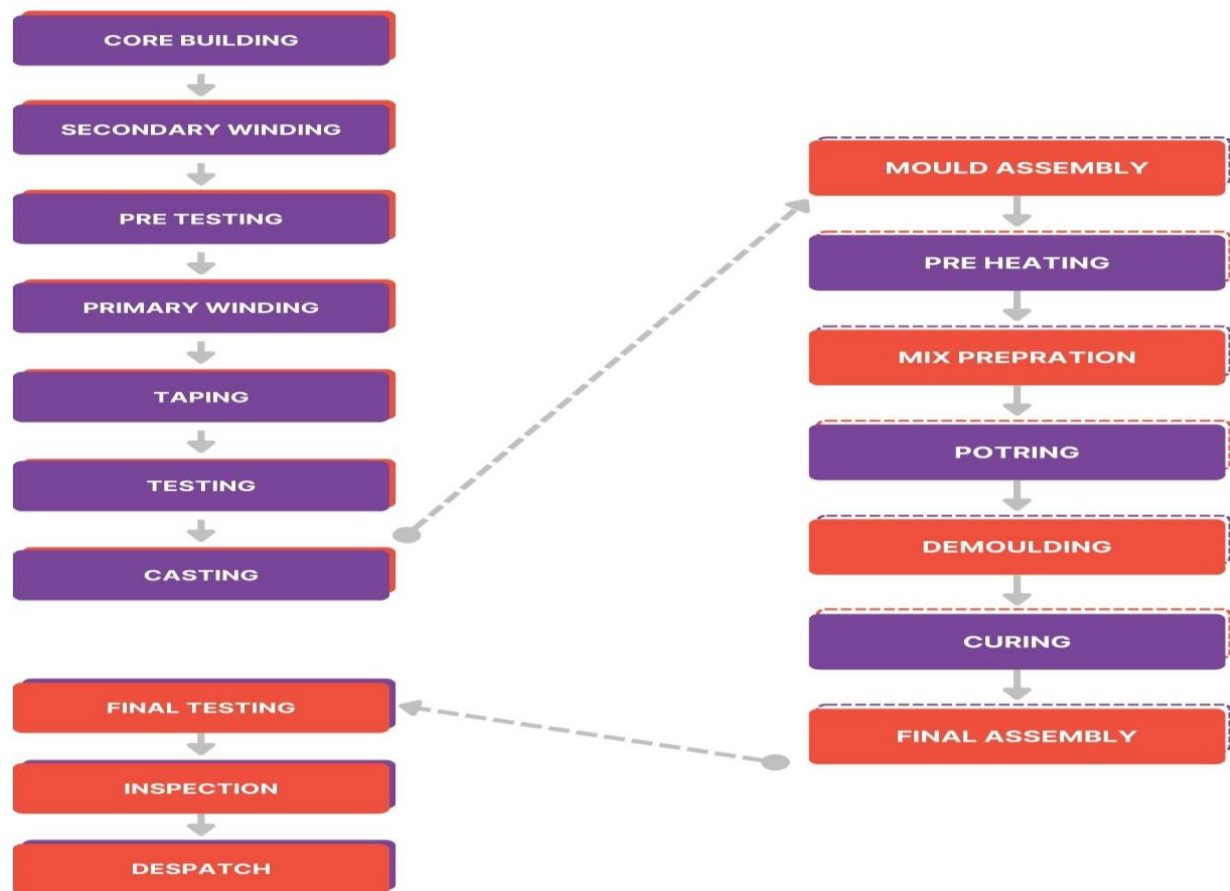 CORE BUILDING
SECONDARY WINDING
PRE TESTING
PRIMARY WINDING
TAPING
TESTING
CASTING
MOULD ASSEMBLY
PRE HEATING
MIX PREPRATION
POTRING
DEMOULDING
CURING
FINAL ASSEMBLY
FINAL TESTING
INSPECTION
DESPATCH